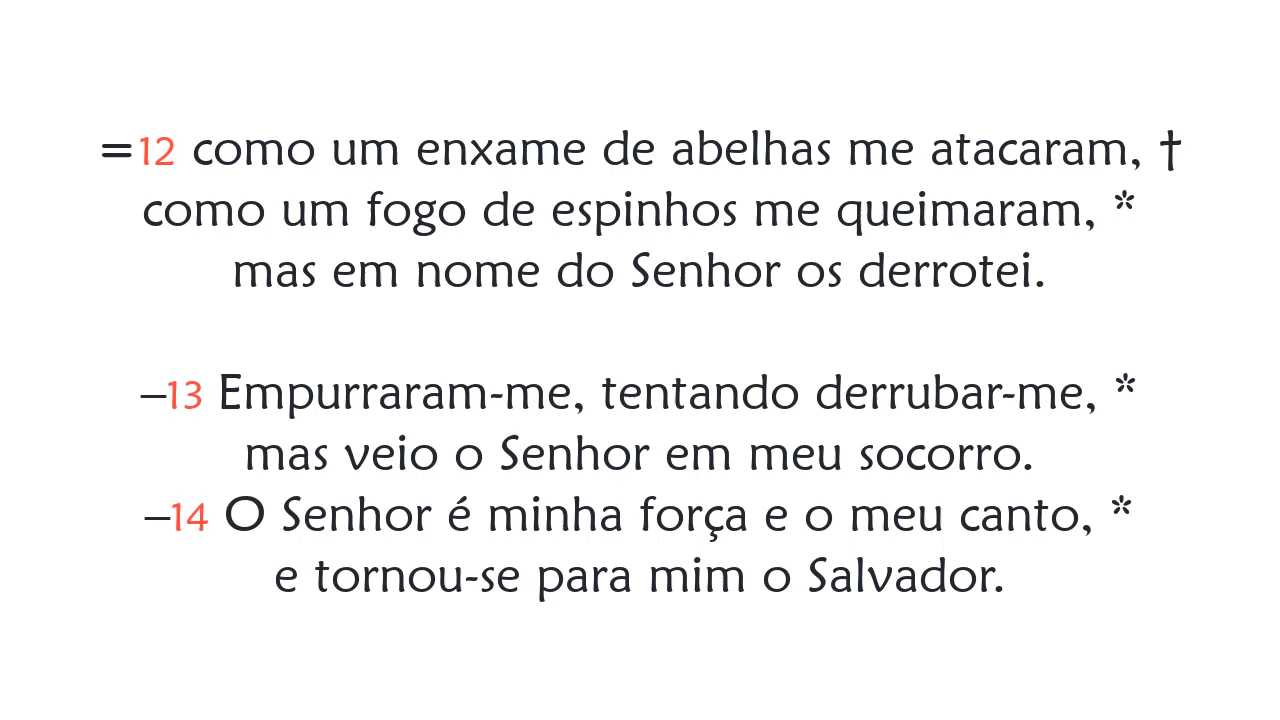 =12 como um enxame de abelhas me atacaram, †
como um fogo de espinhos me queimaram, *
mas em nome do Senhor os derrotei.
–13 Empurraram-me, tentando derrubar-me, *
mas veio o Senhor em meu socorro.
–14 O Senhor é minha força e o meu canto, *
e tornou-se para mim o Salvador.